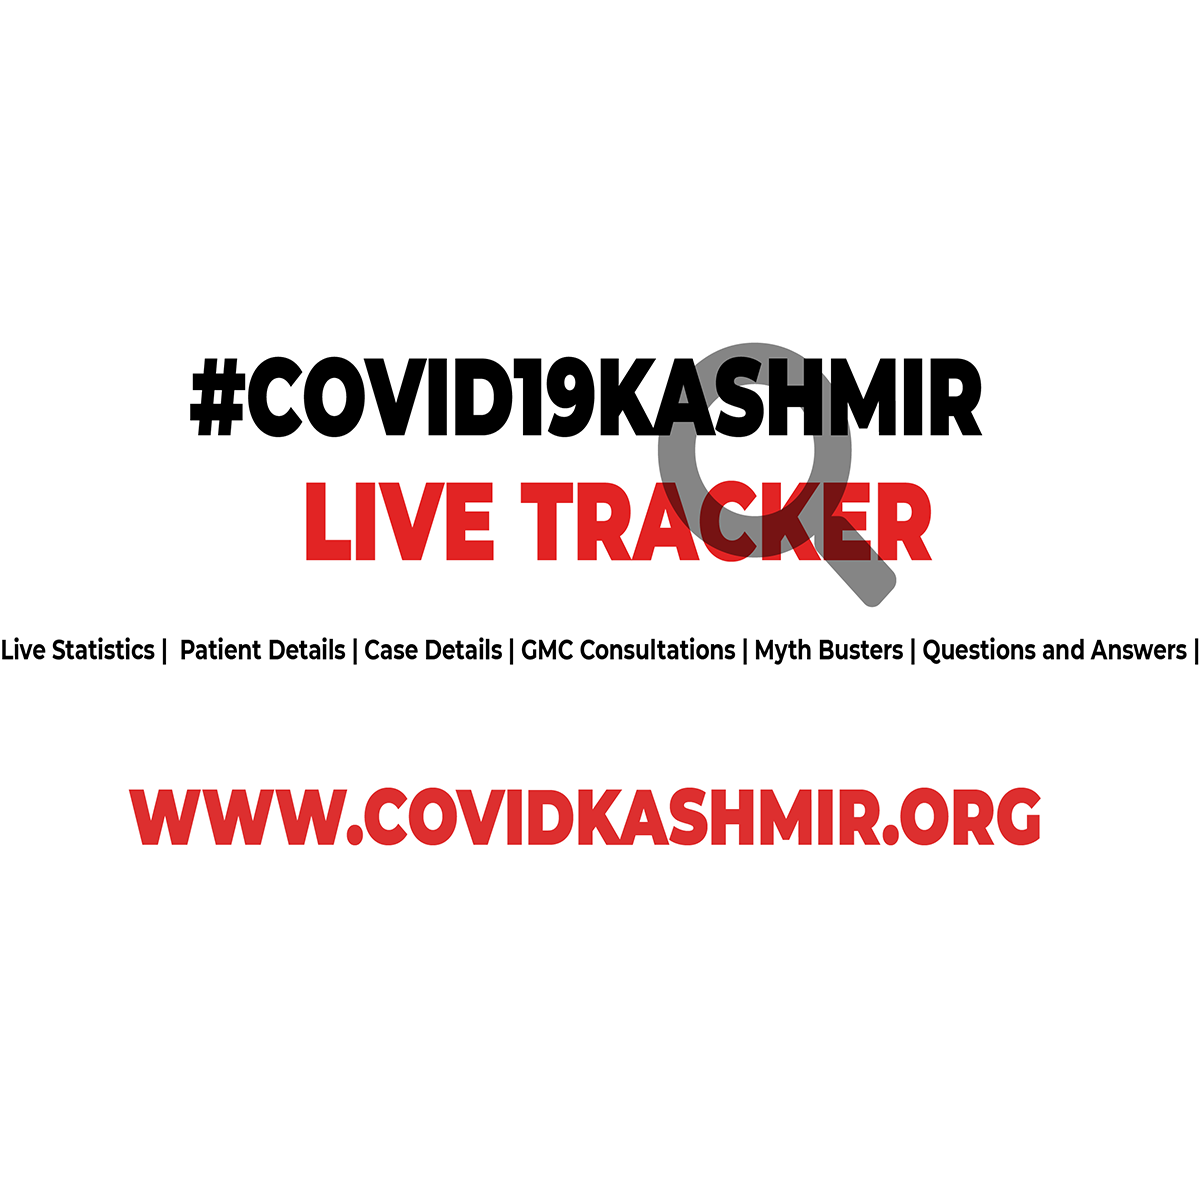 #COVID19KASHMIR
LIVE TRACKER
Live Statistics | Patient Details | Case Details | GMC Consultations | Myth Busters | Questions and Answers |
WWW.COVIDKASHMIR.ORG